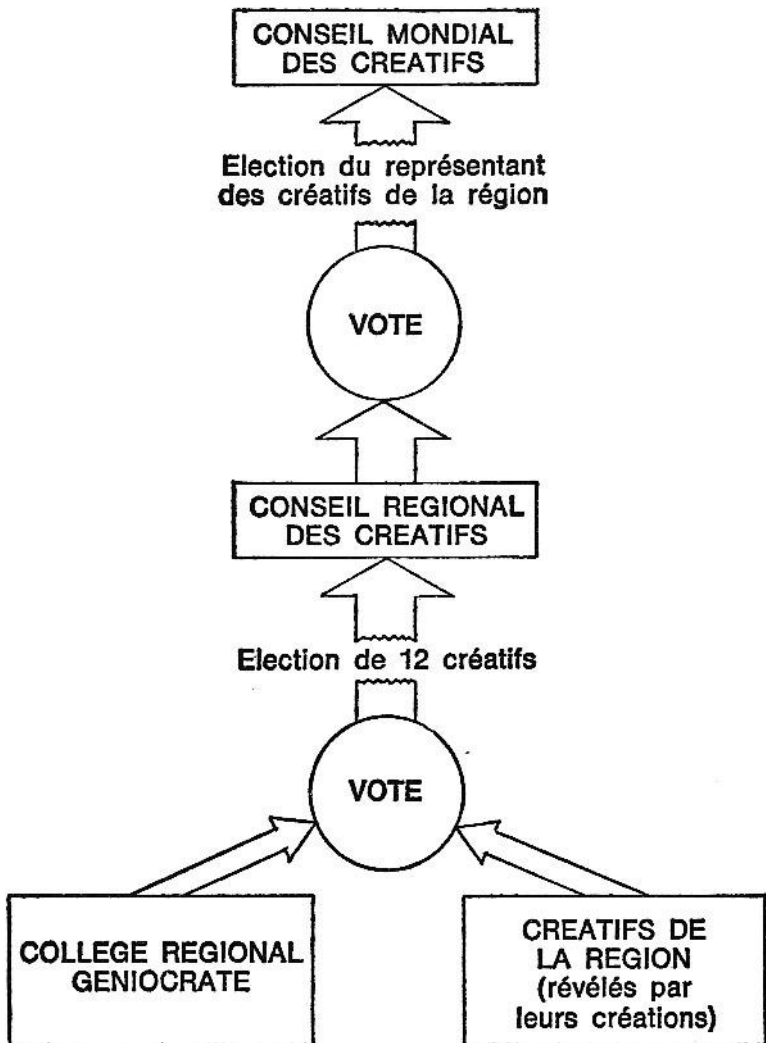 CONSEIL MONDIAL
DES CREATIFS
Election du représentant
des créatifs de la région
VOTE
CONSEIL REGIONAL
DES CREATIFS
Election de 12 créatifs
VOTE
COLLEGE REGIONAL
GENIOCRATE
CREATIFS DE
LA REGION
(révélés par
leurs créations)